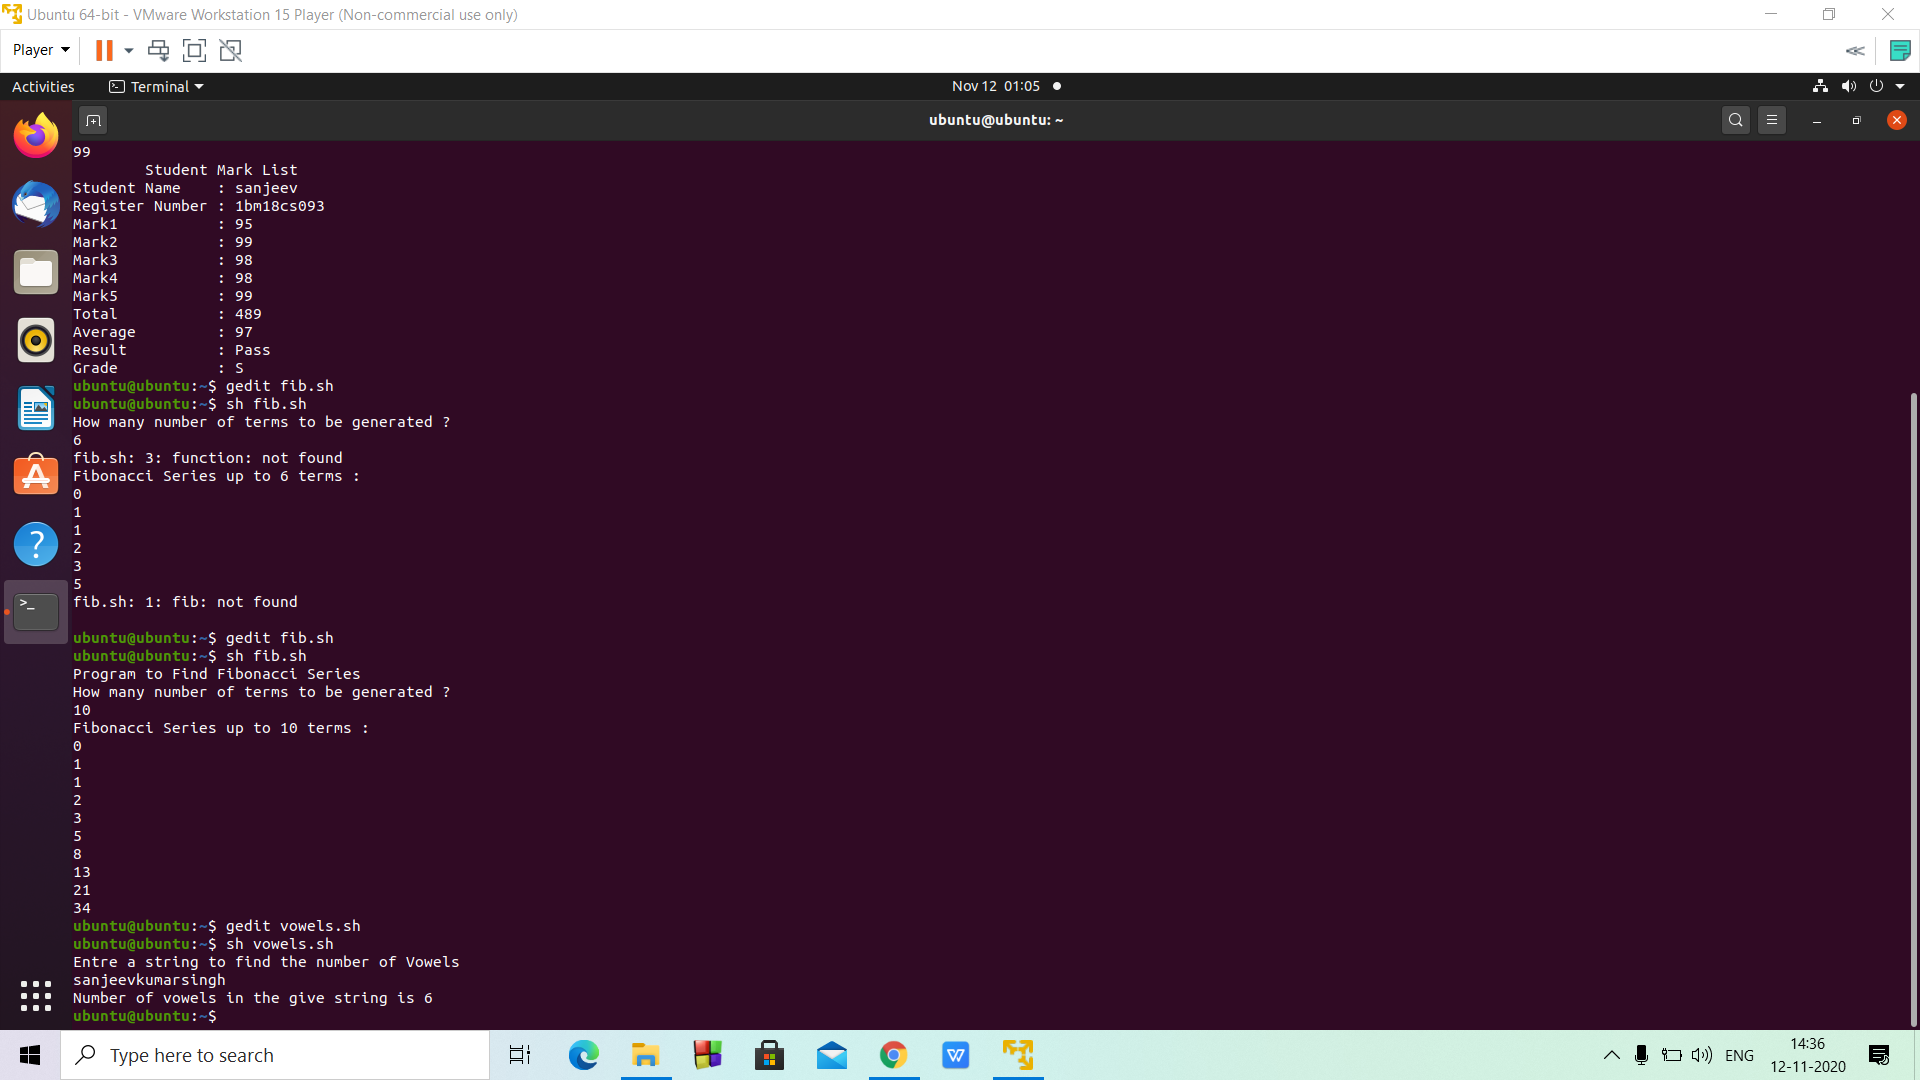 Ubuntu 64-bit - VMware Workstation 15 Player (Non-commercial use only)
Player
Activities Terminal Nov 12 01:05
ubuntu@ubuntu: ~
99
Student Mark List
Student Name : sanjeev
Register Number : 1bm18cs093
Mark1 : 95
Mark2 : 99
Mark3 : 98
Mark4 : 98
Mark5 : 99
Total : 489
Average : 97
Result : Pass
Grade : S
ubuntu@ubuntu:~$ gedit fib.sh
ubuntu@ubuntu:~$ sh fib.sh
How many number of terms to be generated ?
6
fib.sh: 3: function: not found
Fibonacci Series up to 6 terms :
0
1
1
2
3
5
fib.sh: 1: fib: not found
ubuntu@ubuntu:~$ gedit fib.sh
ubuntu@ubuntu:~$ sh fib.sh
Program to Find Fibonacci Series
How many number of terms to be generated ?
10
Fibonacci Series up to 10 terms :
0
1
1
2
3
5
8
13
21
34
ubuntu@ubuntu:~$ gedit vowels.sh
ubuntu@ubuntu:~$ sh vowels.sh
Entre a string to find the number of Vowels
sanjeevkumarsingh
Number of vowels in the give string is 6
ubuntu@ubuntu:~$
Type here to search
ENG
14:36
12-11-2020